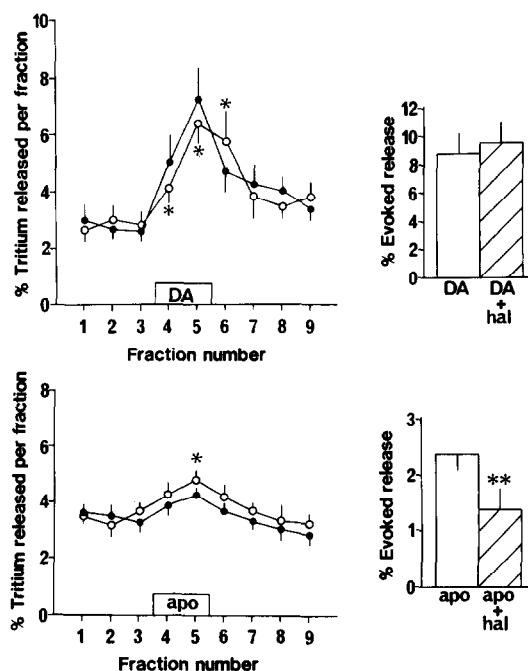 % Tritium released per fraction
10
8
6
4
2
0
*
*
*
DA
1 2 3 4 5 6 7 8 9
Fraction number
% Evoked release
12
10
8
6
4
2
0
DA
DA
+
hal
% Tritium released per fraction
8
6
4
2
0
*
apo
1 2 3 4 5 6 7 8 9
Fraction number
% Evoked release
3
2
1
0
**
apo
apo
+
hal